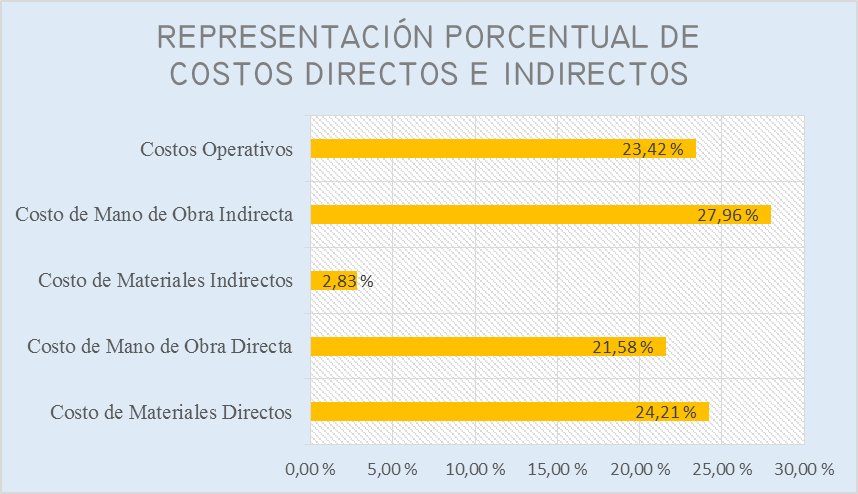 REPRESENTACIÓN PORCENTUAL DE
COSTOS DIRECTOS E INDIRECTOS
Costos Operativos
23,42 %
Costo de Mano de Obra Indirecta
27,96 %
Costo de Materiales Indirectos
2,83 %
Costo de Mano de Obra Directa
21,58 %
Costo de Materiales Directos
24,21 %
0,00 % 5,00 % 10,00 % 15,00 % 20,00 % 25,00 % 30,00 %